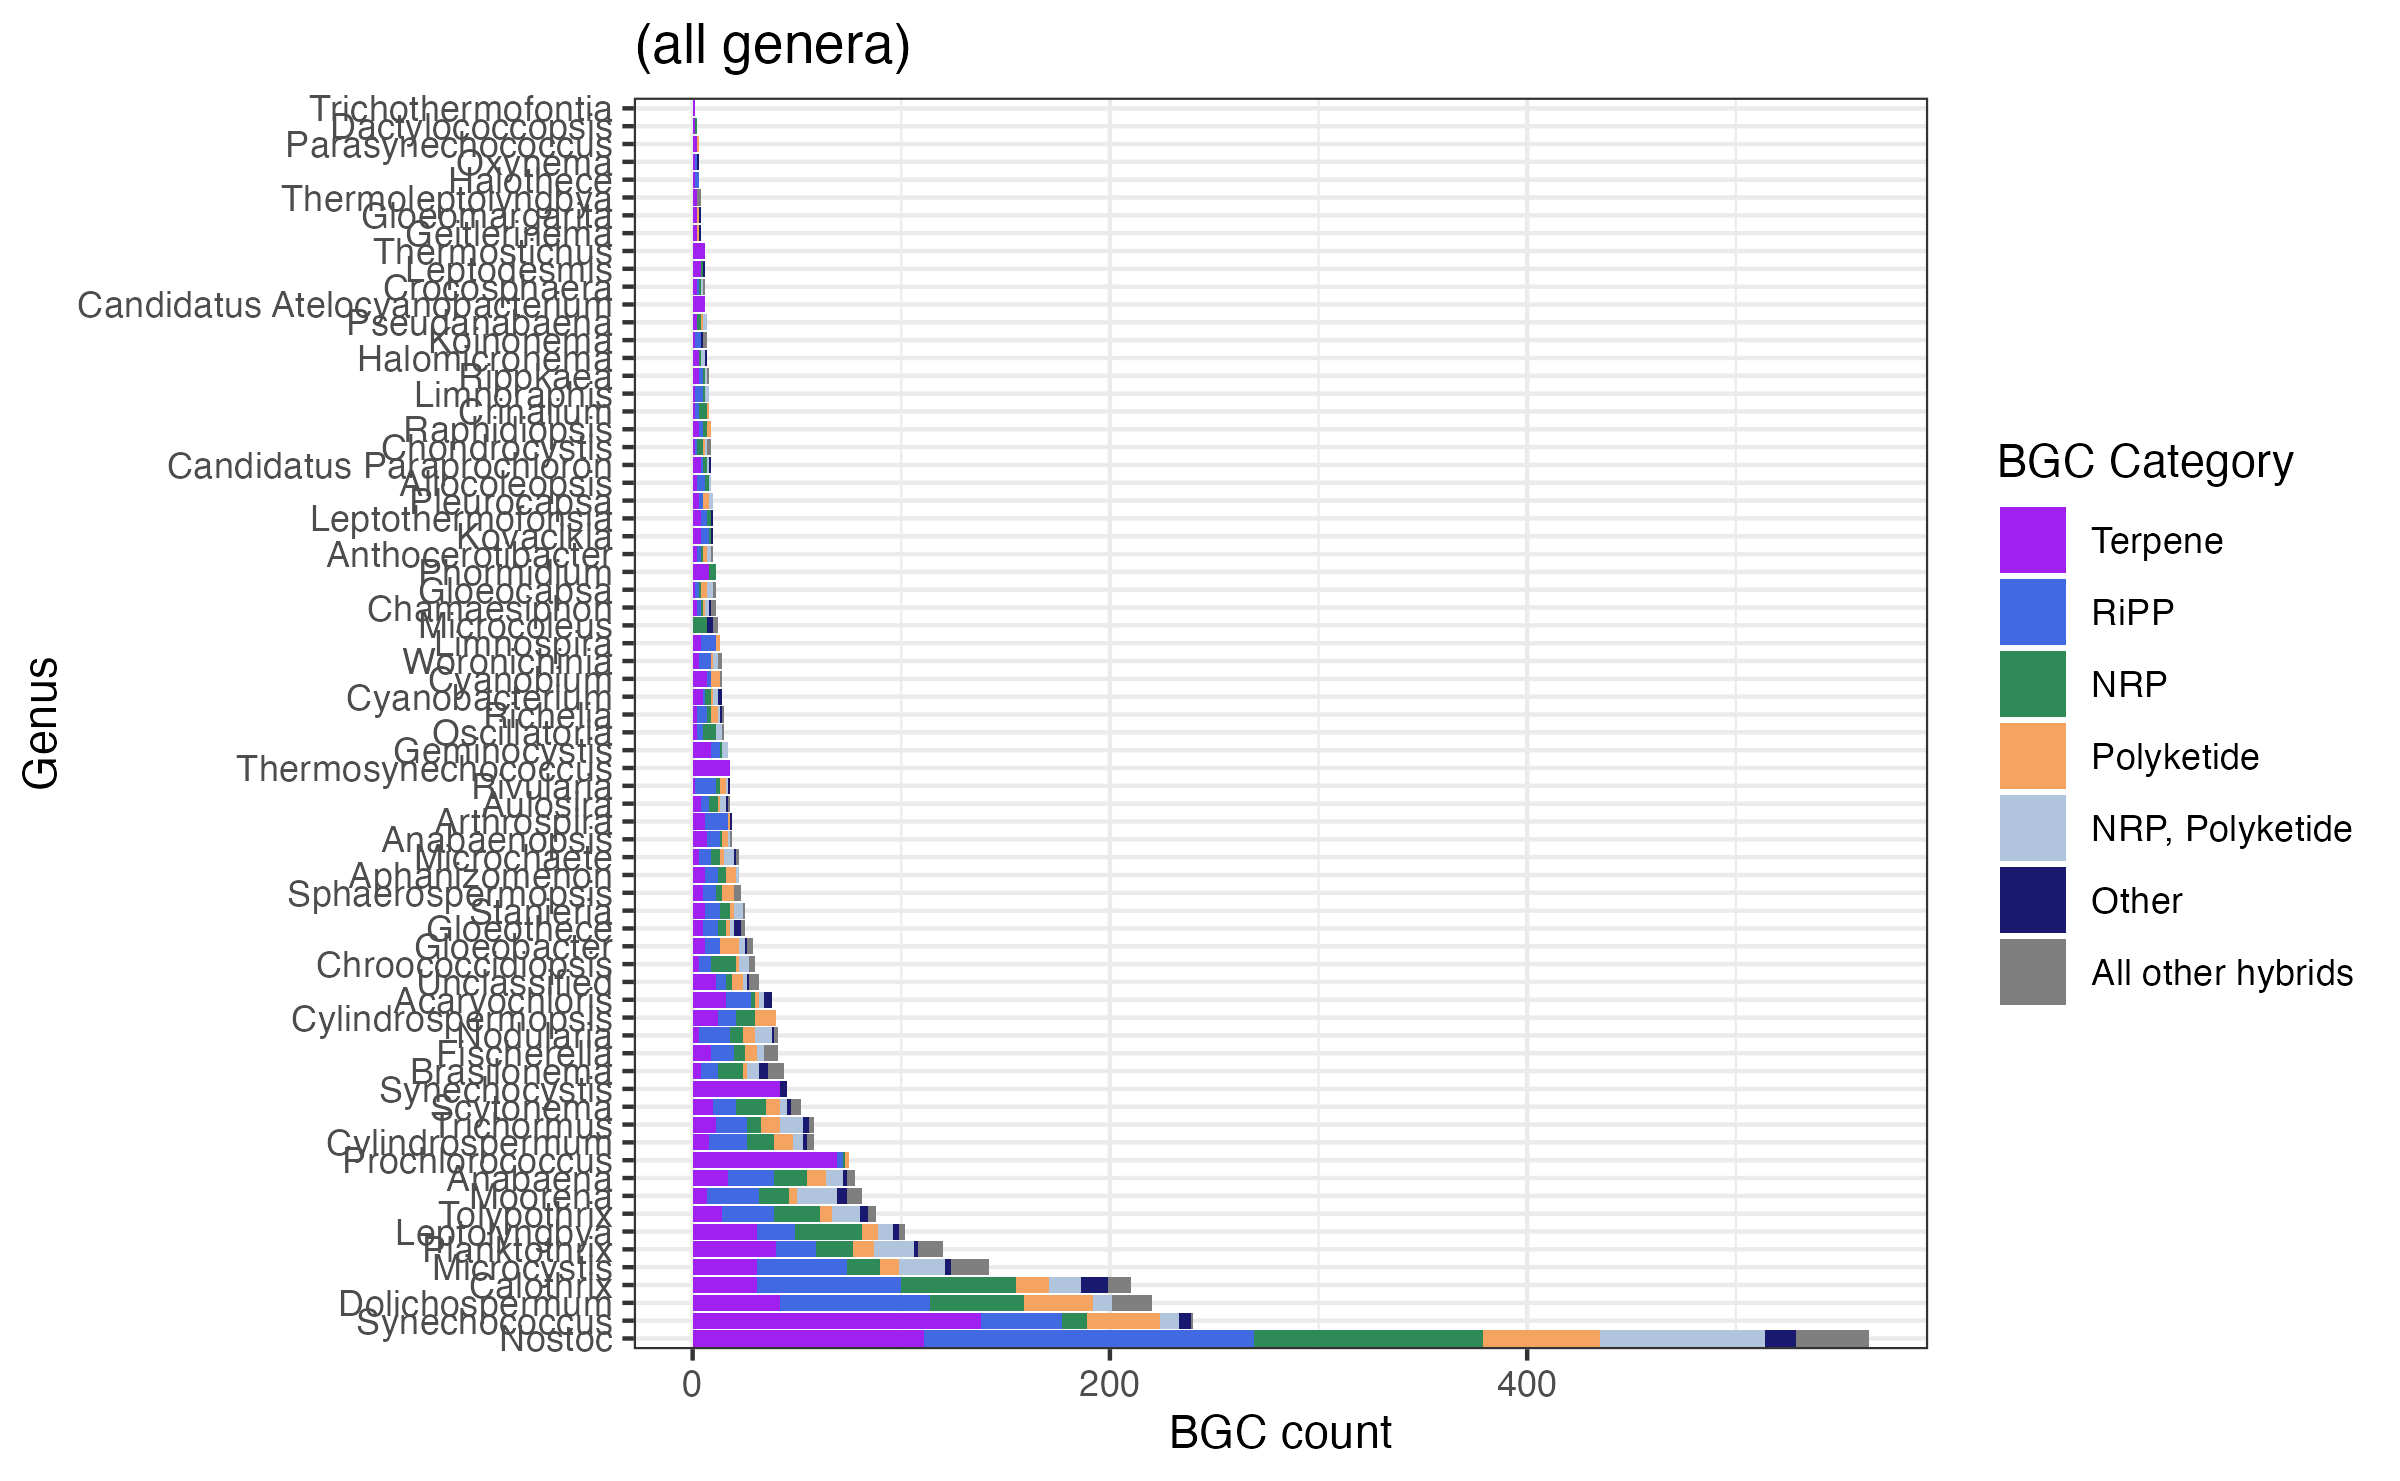 (all genera)
Trichothermofontia
Dactylococcopsis
Parasynechococcus
Oxynema
Halothece
Thermoleptolyngbya
Gloeomargarita
Geitlerinema
Thermostichus
Leptodesmis
Crocosphaera
Candidatus Atelocyanobacterium
Pseudanabaena
Koinonema
Halomicronema
Rippkaea
Limnoraphis
Crinalium
Raphidiopsis
Chondrocystis
Candidatus Paraprochloron
Allocoleopsis
Pleurocapsa
Leptothermofonsia
Kovacikia
Anthocerotibacter
Phormidium
Gloeocapsa
Chamaesiphon
Microcoleus
Limnospira
Woronichinia
Cyanobium
Cyanobacterium
Richelia
Oscillatoria
Geminocystis
Thermosynechococcus
Rivularia
Aulosira
Arthrospira
Anabaenopsis
Microchaete
Aphanizomenon
Sphaerospermopsis
Stanieria
Gloeothece
Gloeobacter
Chroococcidiopsis
Unclassified
Acaryochloris
Cylindrospermopsis
Nodularia
Fischerella
Brasilonema
Synechocystis
Scytonema
Trichormus
Cylindrospermum
Prochlorococcus
Anabaena
Moorena
Tolypothrix
Leptolyngbya
Planktothrix
Microcystis
Calothrix
Dolichospermum
Synechococcus
Nostoc
Genus
0 200 400
BGC count
BGC Category
Terpene
RiPP
NRP
Polyketide
NRP, Polyketide
Other
All other hybrids